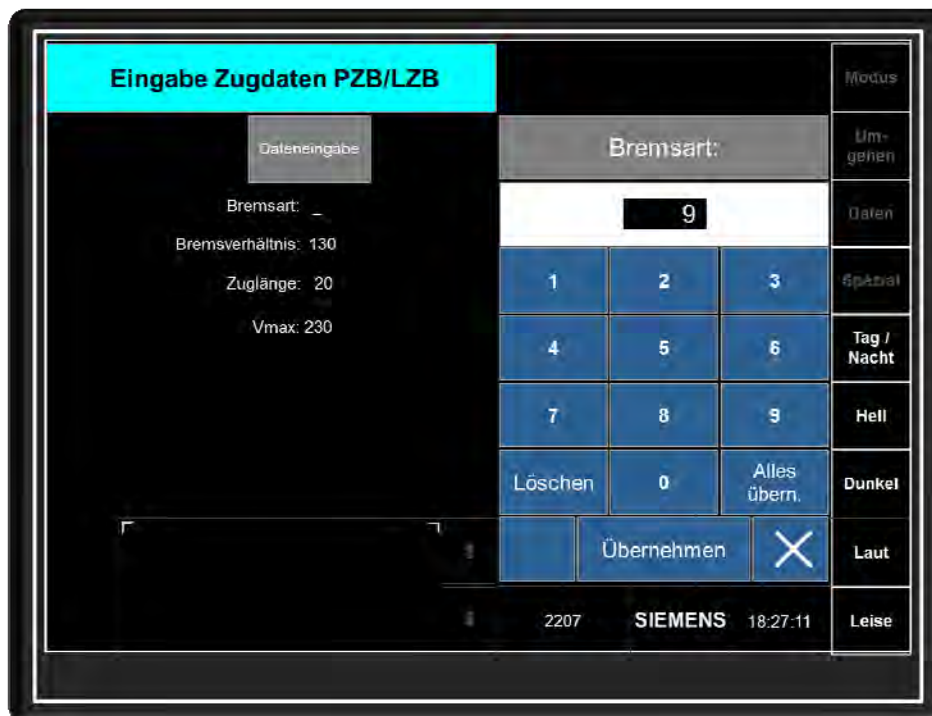 Eingabe Zugdaten PZB/LZB
Dateneingabe
Bremsart: _
Bremsverhältnis: 130
Zuglänge: 20
Vmax: 230
Bremsart:
9
1 2 3
4 5 6
7 8 9
Löschen 0 Alles übern.
Übernehmen
2207 SIEMENS 18:27:11
Modus
Um-
gehen
Daten
Spezial
Tag /
Nacht
Hell
Dunkel
Laut
Leise